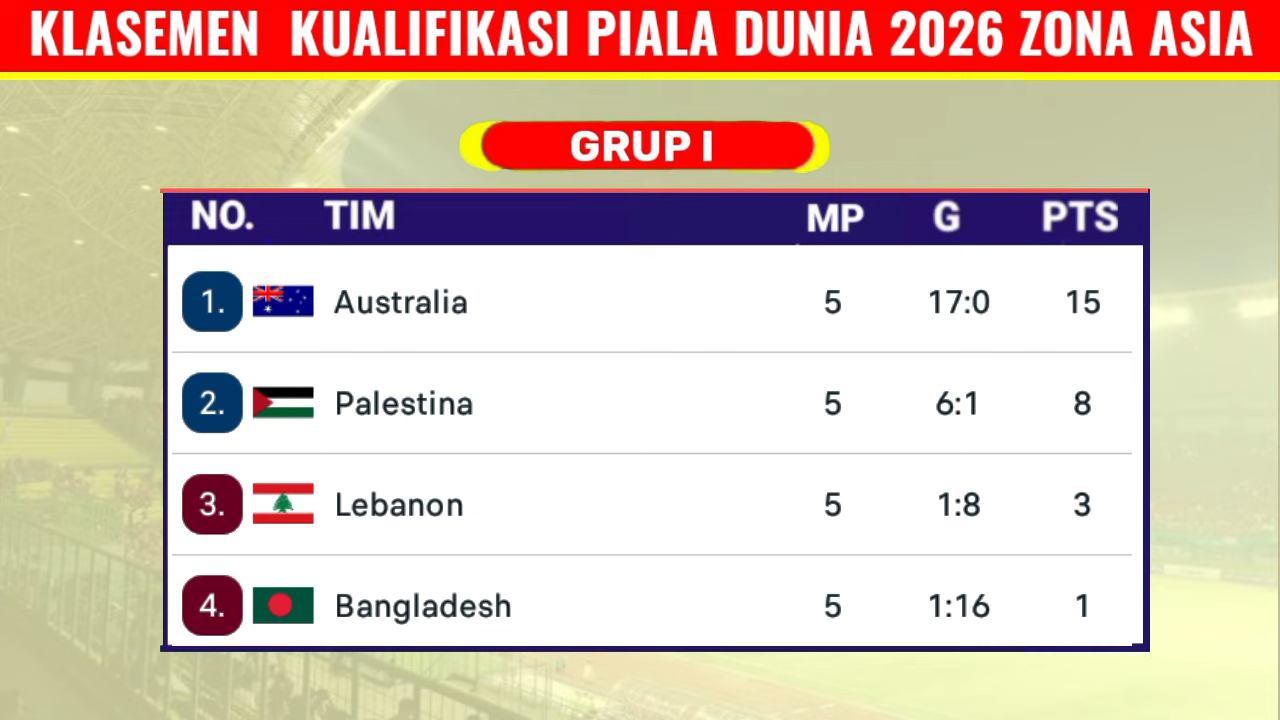 KLASEMEN KUALIFIKASI PIALA DUNIA 2026 ZONA ASIA
GRUP I
NO. TIM MP G PTS
1. Australia 5 17:0 15
2. Palestina 5 6:1 8
3. Lebanon 5 1:8 3
4. Bangladesh 5 1:16 1